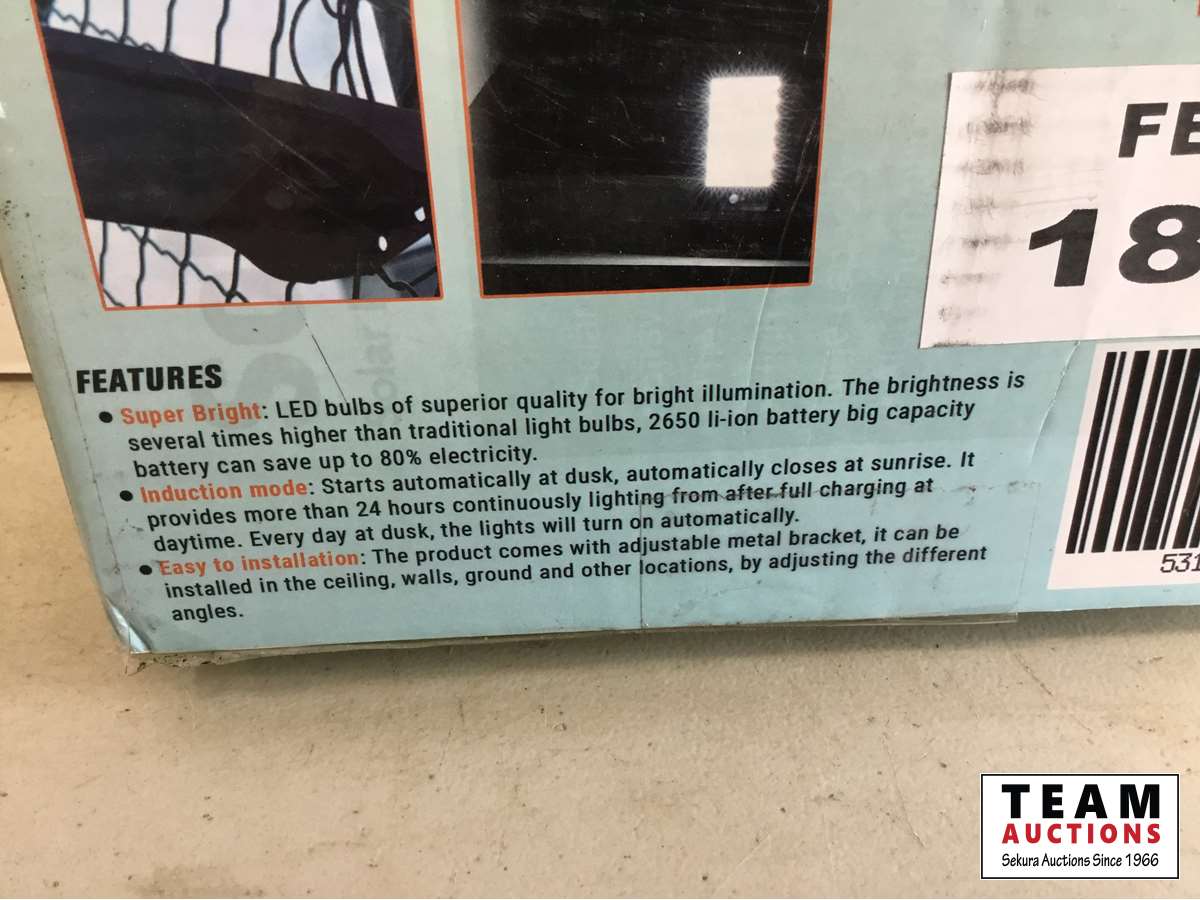 FE
18
FEATURES
• Super Bright: LED bulbs of superior quality for bright illumination. The brightness is
several times higher than traditional light bulbs, 2650 li-ion battery big capacity
battery can save up to 80% electricity.
• Induction mode: Starts automatically at dusk, automatically closes at sunrise. It
provides more than 24 hours continuously lighting from after full charging at
daytime. Every day at dusk, the lights will turn on automatically.
• Easy to installation: The product comes with adjustable metal bracket, it can be
installed in the ceiling, walls, ground and other locations, by adjusting the different
angles.
531
TEAM
AUCTIONS
Sekura Auctions Since 1966